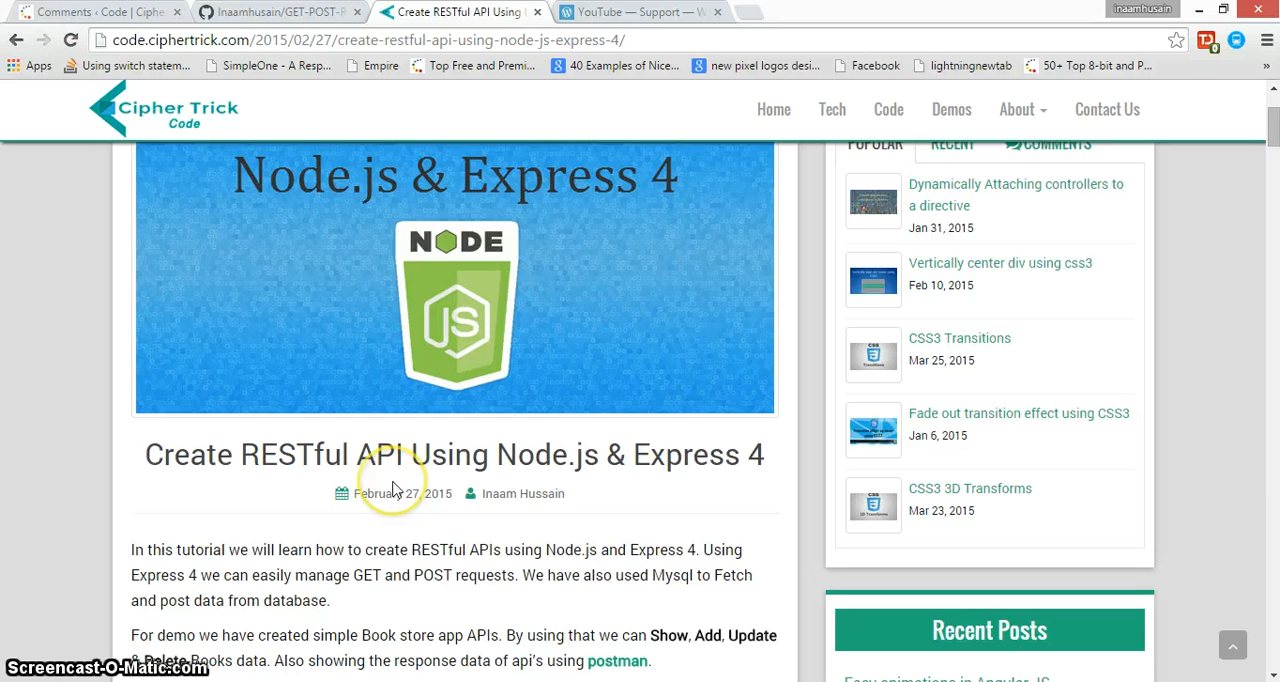 Comments ‹ Code | Ciphe
Inaamhusain/GET-POST-R
Create RESTful API Using
YouTube — Support — W
inaamhusain
code.ciphertrick.com/2015/02/27/create-restful-api-using-node-js-express-4/
Apps
Using switch statem...
SimpleOne - A Resp...
Empire
Top Free and Premi...
40 Examples of Nice...
new pixel logos desi...
Facebook
lightningnewtab
50+ Top 8-bit and P...
»
Cipher Trick
Code
Home
Tech
Code
Demos
About
Contact Us
Node.js & Express 4
NODE
JS
Create RESTful API Using Node.js & Express 4
February 27, 2015
Inaam Hussain
In this tutorial we will learn how to create RESTful APIs using Node.js and Express 4. Using
Express 4 we can easily manage GET and POST requests. We have also used Mysql to Fetch
and post data from database.
For demo we have created simple Book store app APIs. By using that we can Show, Add, Update
& Delete Books data. Also showing the response data of api's using postman.
POPULAR
RECENT
COMMENTS
Dynamically Attaching controllers to
a directive
Jan 31, 2015
Vertically center div using css3
Feb 10, 2015
CSS3 Transitions
Mar 25, 2015
Fade out transition effect using CSS3
Jan 6, 2015
CSS3 3D Transforms
Mar 23, 2015
Recent Posts
Easy animations in Angular JS
Screencast-O-Matic.com